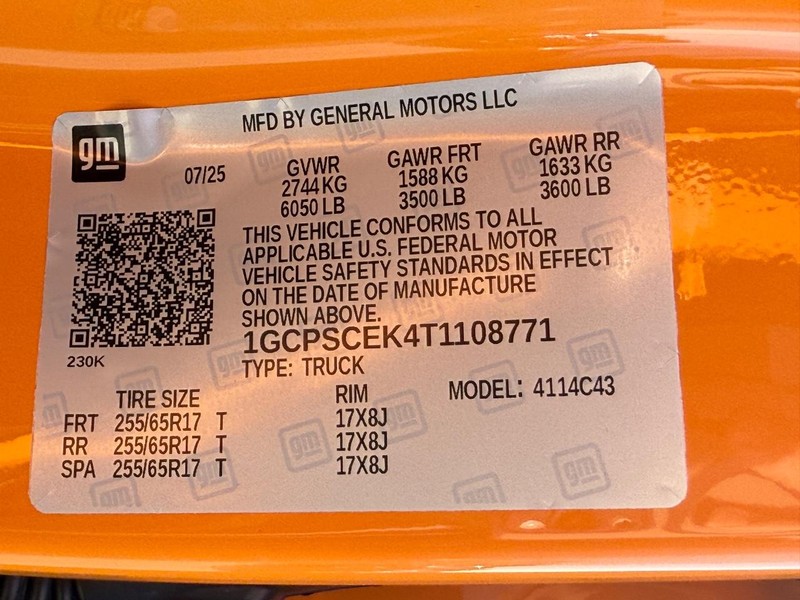 MFD BY GENERAL MOTORS LLC
gm
07/25
GVWR GAWR FRT GAWR RR
2744 KG 1588 KG 1633 KG
6050 LB 3500 LB 3600 LB
THIS VEHICLE CONFORMS TO ALL
APPLICABLE U.S. FEDERAL MOTOR
VEHICLE SAFETY STANDARDS IN EFFECT
ON THE DATE OF MANUFACTURE
SHOWN ABOVE.
1GCPSCEK4T1108771
230K
TYPE: TRUCK
TIRE SIZE RIM MODEL: 4114C43
FRT 255/65R17 T 17X8J
RR 255/65R17 T 17X8J
SPA 255/65R17 T 17X8J